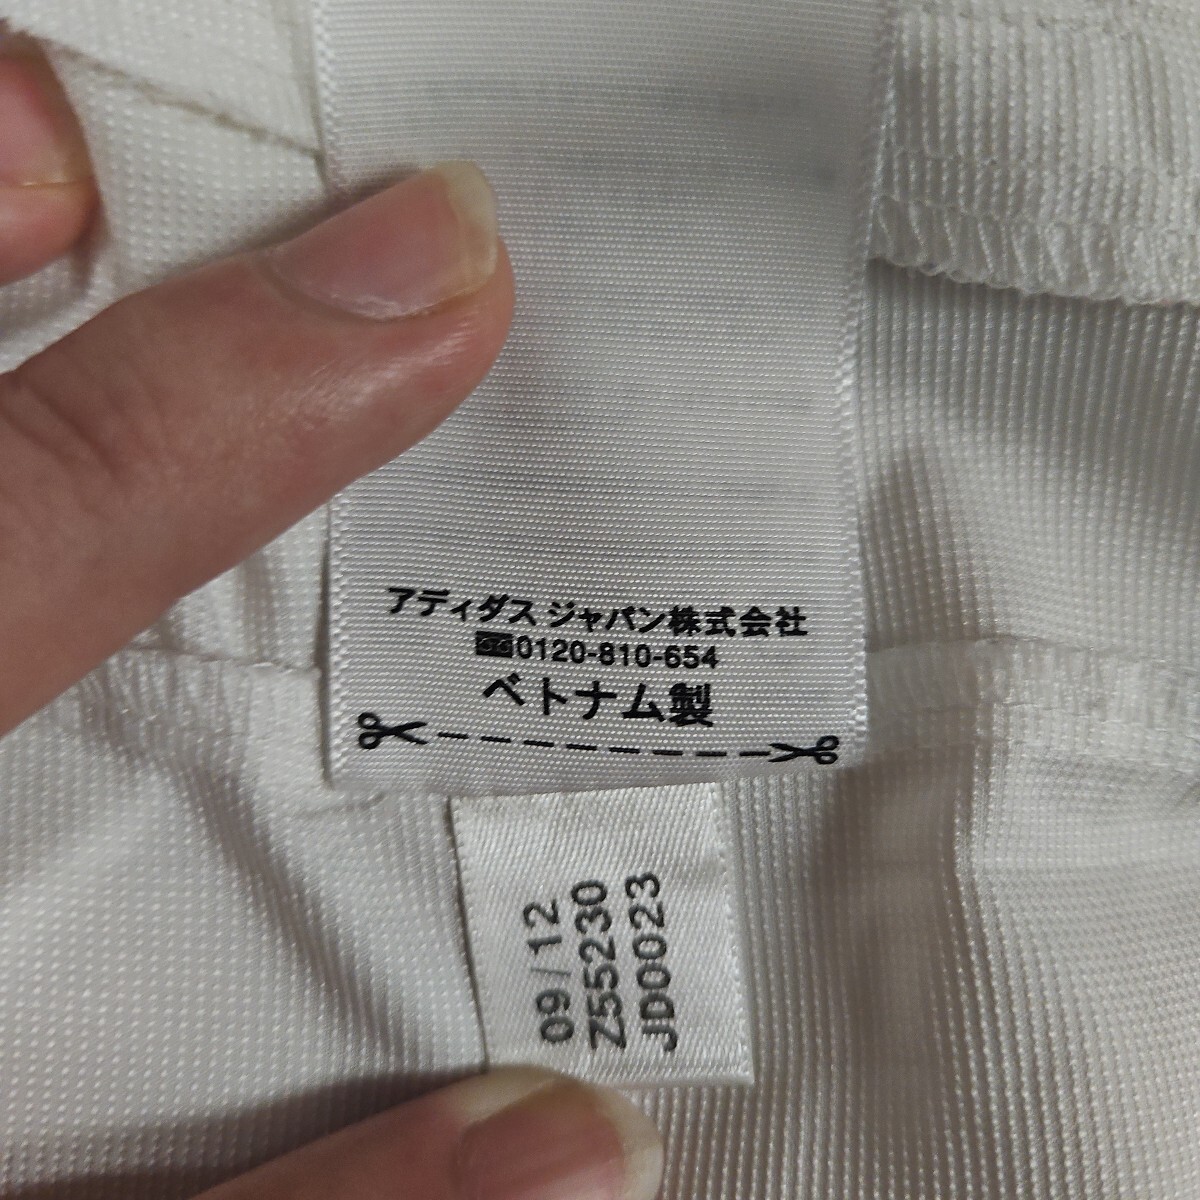 アディダス ジャパン株式会社
0120-810-654
ベトナム製
09/12
Z55230
JD0023